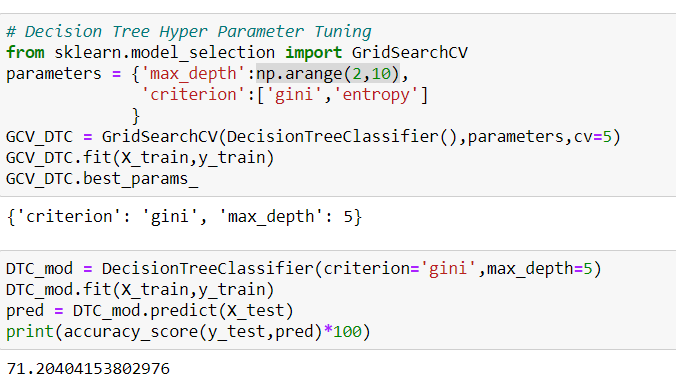 # Decision Tree Hyper Parameter Tuning
from sklearn.model_selection import GridSearchCV
parameters = {'max_depth':np.arange(2,10),
             'criterion':['gini','entropy']
            }
GCV_DTC = GridSearchCV(DecisionTreeClassifier(),parameters,cv=5)
GCV_DTC.fit(X_train,y_train)
GCV_DTC.best_params_
{'criterion': 'gini', 'max_depth': 5}
DTC_mod = DecisionTreeClassifier(criterion='gini',max_depth=5)
DTC_mod.fit(X_train,y_train)
pred = DTC_mod.predict(X_test)
print(accuracy_score(y_test,pred)*100)
71.20404153802976